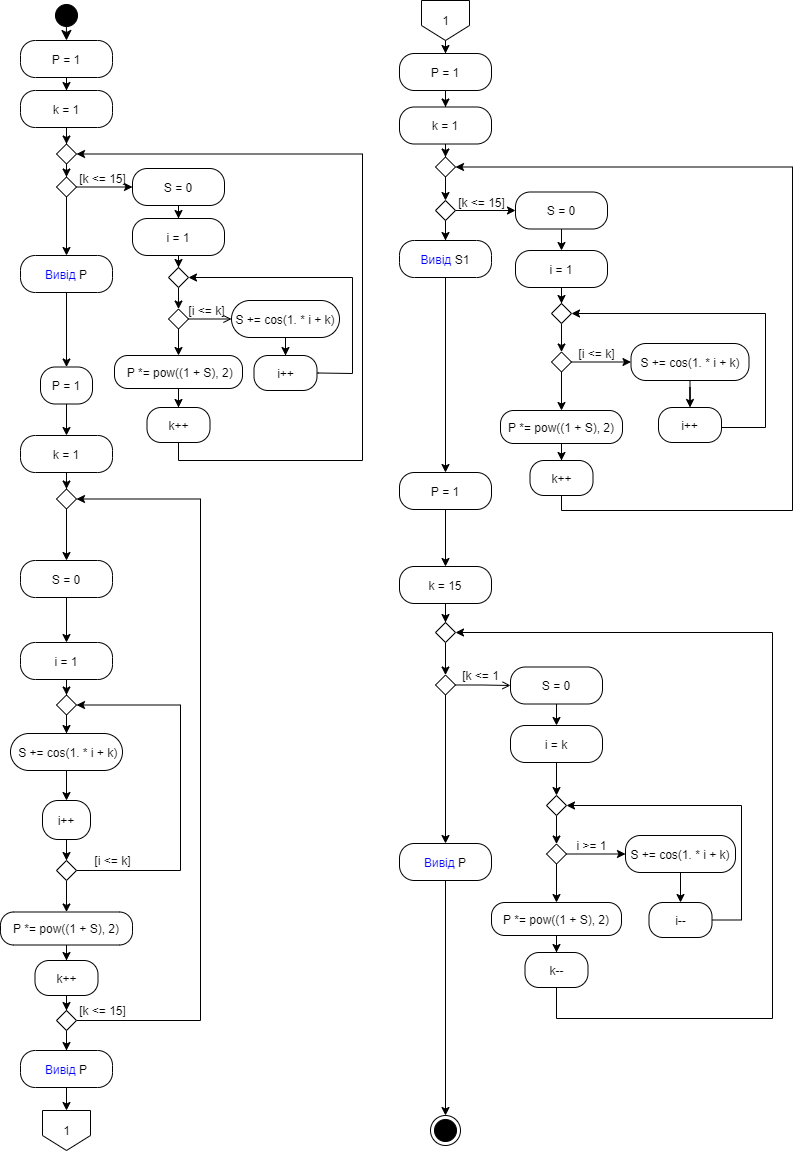 P = 1
k = 1
[k <= 15]
S = 0
i = 1
[i <= k]
S += cos(1. * i + k)
i++
P *= pow((1 + S), 2)
k++
Вивід P
P = 1
k = 1
S = 0
i = 1
S += cos(1. * i + k)
i++
[i <= k]
P *= pow((1 + S), 2)
k++
[k <= 15]
Вивід P
1
1
P = 1
k = 1
[k <= 15]
S = 0
i = 1
[i <= k]
S += cos(1. * i + k)
i++
P *= pow((1 + S), 2)
k++
Вивід S1
P = 1
k = 15
[k <= 1
S = 0
i = k
i >= 1
S += cos(1. * i + k)
i--
P *= pow((1 + S), 2)
k--
Вивід P